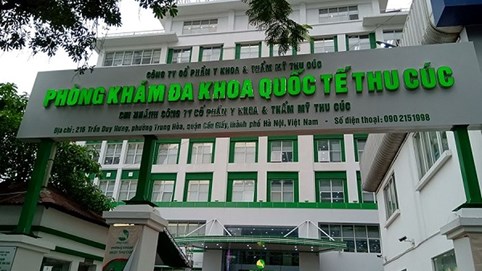 CÔNG TY CỔ PHẦN Y KHOA & THẨM MỸ THU CÚC
PHÒNG KHÁM ĐA KHOA QUỐC TẾ THU CÚC
CHI NHÁNH CÔNG TY CỔ PHẦN Y KHOA & THẨM MỸ THU CÚC
Địa chỉ: 216 Trần Duy Hưng, phường Trung Hòa, quận Cầu Giấy, thành phố Hà Nội, Việt Nam - Số điện thoại: 090 2151098